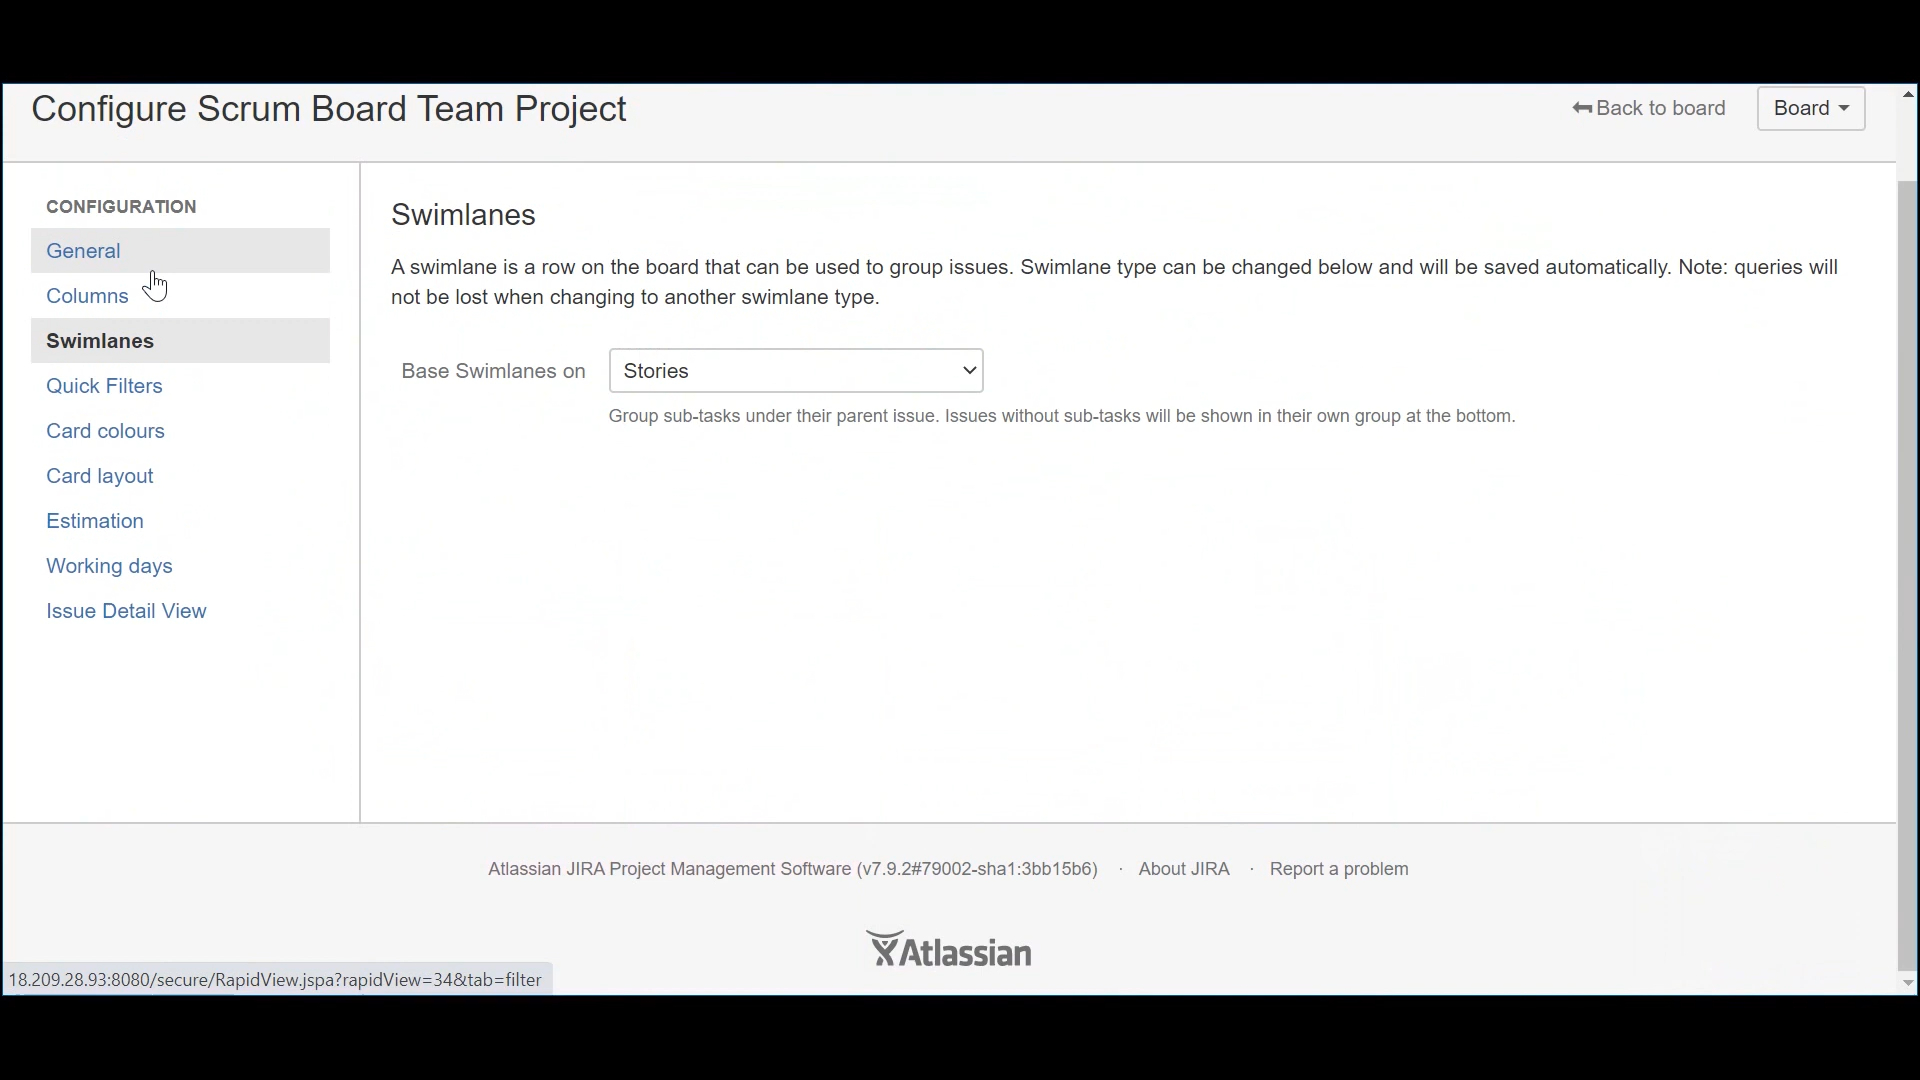 Configure Scrum Board Team Project
Back to board
Board
CONFIGURATION
General
Columns
Swimlanes
Quick Filters
Card colours
Card layout
Estimation
Working days
Issue Detail View
Swimlanes
A swimlane is a row on the board that can be used to group issues. Swimlane type can be changed below and will be saved automatically. Note: queries will
not be lost when changing to another swimlane type.
Base Swimlanes on
Stories
Group sub-tasks under their parent issue. Issues without sub-tasks will be shown in their own group at the bottom.
Atlassian JIRA Project Management Software (v7.9.2#79002-sha1:3bb15b6) · About JIRA · Report a problem
Atlassian
18.209.28.93:8080/secure/RapidView.jspa?rapidView=34&tab=filter